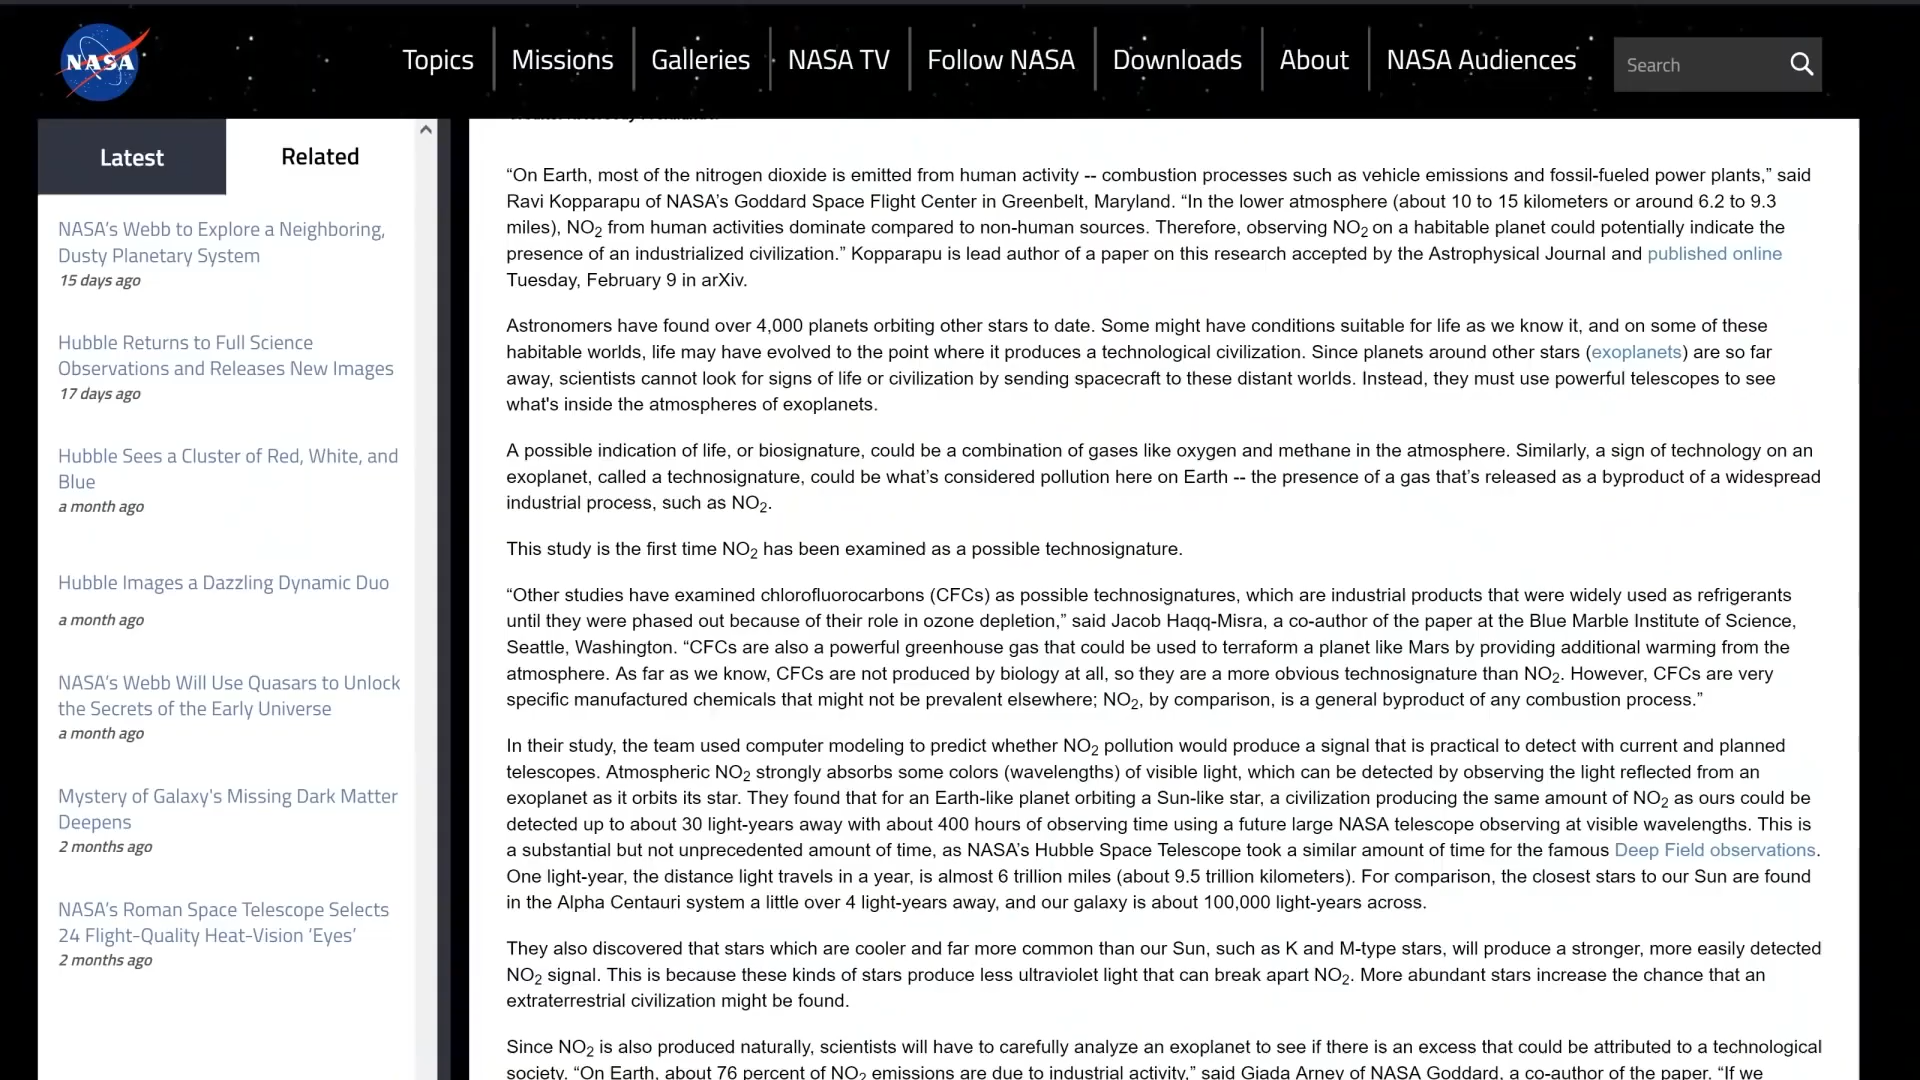 NASA
Topics
Missions
Galleries
NASA TV
Follow NASA
Downloads
About
NASA Audiences
Search
Latest
Related
NASA’s Webb to Explore a Neighboring,
Dusty Planetary System
15 days ago
Hubble Returns to Full Science
Observations and Releases New Images
17 days ago
Hubble Sees a Cluster of Red, White, and
Blue
a month ago
Hubble Images a Dazzling Dynamic Duo
a month ago
NASA’s Webb Will Use Quasars to Unlock
the Secrets of the Early Universe
a month ago
Mystery of Galaxy's Missing Dark Matter
Deepens
2 months ago
NASA’s Roman Space Telescope Selects
24 Flight-Quality Heat-Vision ‘Eyes’
2 months ago
“On Earth, most of the nitrogen dioxide is emitted from human activity -- combustion processes such as vehicle emissions and fossil-fueled power plants,” said
Ravi Kopparapu of NASA’s Goddard Space Flight Center in Greenbelt, Maryland. “In the lower atmosphere (about 10 to 15 kilometers or around 6.2 to 9.3
miles), NO2 from human activities dominate compared to non-human sources. Therefore, observing NO2 on a habitable planet could potentially indicate the
presence of an industrialized civilization.” Kopparapu is lead author of a paper on this research accepted by the Astrophysical Journal and published online
Tuesday, February 9 in arXiv.
Astronomers have found over 4,000 planets orbiting other stars to date. Some might have conditions suitable for life as we know it, and on some of these
habitable worlds, life may have evolved to the point where it produces a technological civilization. Since planets around other stars (exoplanets) are so far
away, scientists cannot look for signs of life or civilization by sending spacecraft to these distant worlds. Instead, they must use powerful telescopes to see
what's inside the atmospheres of exoplanets.
A possible indication of life, or biosignature, could be a combination of gases like oxygen and methane in the atmosphere. Similarly, a sign of technology on an
exoplanet, called a technosignature, could be what’s considered pollution here on Earth -- the presence of a gas that’s released as a byproduct of a widespread
industrial process, such as NO2.
This study is the first time NO2 has been examined as a possible technosignature.
“Other studies have examined chlorofluorocarbons (CFCs) as possible technosignatures, which are industrial products that were widely used as refrigerants
until they were phased out because of their role in ozone depletion,” said Jacob Haqq-Misra, a co-author of the paper at the Blue Marble Institute of Science,
Seattle, Washington. “CFCs are also a powerful greenhouse gas that could be used to terraform a planet like Mars by providing additional warming from the
atmosphere. As far as we know, CFCs are not produced by biology at all, so they are a more obvious technosignature than NO2. However, CFCs are very
specific manufactured chemicals that might not be prevalent elsewhere; NO2, by comparison, is a general byproduct of any combustion process.”
In their study, the team used computer modeling to predict whether NO2 pollution would produce a signal that is practical to detect with current and planned
telescopes. Atmospheric NO2 strongly absorbs some colors (wavelengths) of visible light, which can be detected by observing the light reflected from an
exoplanet as it orbits its star. They found that for an Earth-like planet orbiting a Sun-like star, a civilization producing the same amount of NO2 as ours could be
detected up to about 30 light-years away with about 400 hours of observing time using a future large NASA telescope observing at visible wavelengths. This is
a substantial but not unprecedented amount of time, as NASA’s Hubble Space Telescope took a similar amount of time for the famous Deep Field observations.
One light-year, the distance light travels in a year, is almost 6 trillion miles (about 9.5 trillion kilometers). For comparison, the closest stars to our Sun are found
in the Alpha Centauri system a little over 4 light-years away, and our galaxy is about 100,000 light-years across.
They also discovered that stars which are cooler and far more common than our Sun, such as K and M-type stars, will produce a stronger, more easily detected
NO2 signal. This is because these kinds of stars produce less ultraviolet light that can break apart NO2. More abundant stars increase the chance that an
extraterrestrial civilization might be found.
Since NO2 is also produced naturally, scientists will have to carefully analyze an exoplanet to see if there is an excess that could be attributed to a technological
society. “On Earth, about 76 percent of NO2 emissions are due to industrial activity,” said Giada Arney of NASA Goddard, a co-author of the paper. “If we